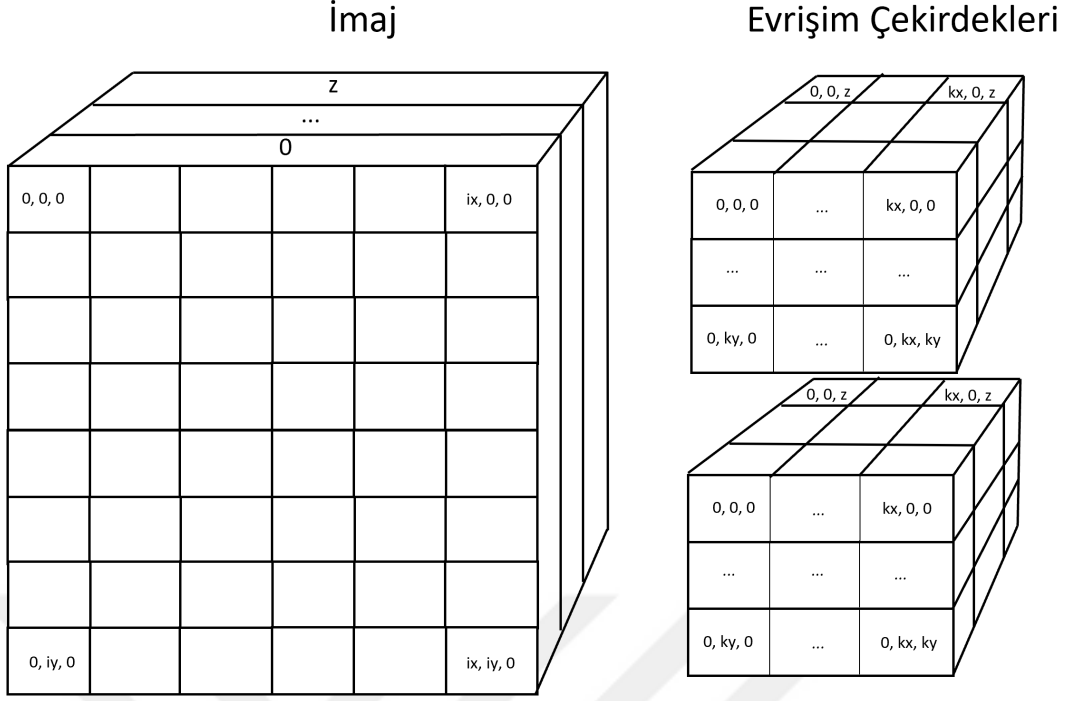 İmaj
z
...
0
0, 0, 0
ix, 0, 0
0, iy, 0
ix, iy, 0
Evrişim Çekirdekleri
0, 0, z
kx, 0, z
0, 0, 0 ... kx, 0, 0
... ... ...
0, ky, 0 ... 0, kx, ky
0, 0, z
kx, 0, z
0, 0, 0 ... kx, 0, 0
... ... ...
0, ky, 0 ... 0, kx, ky